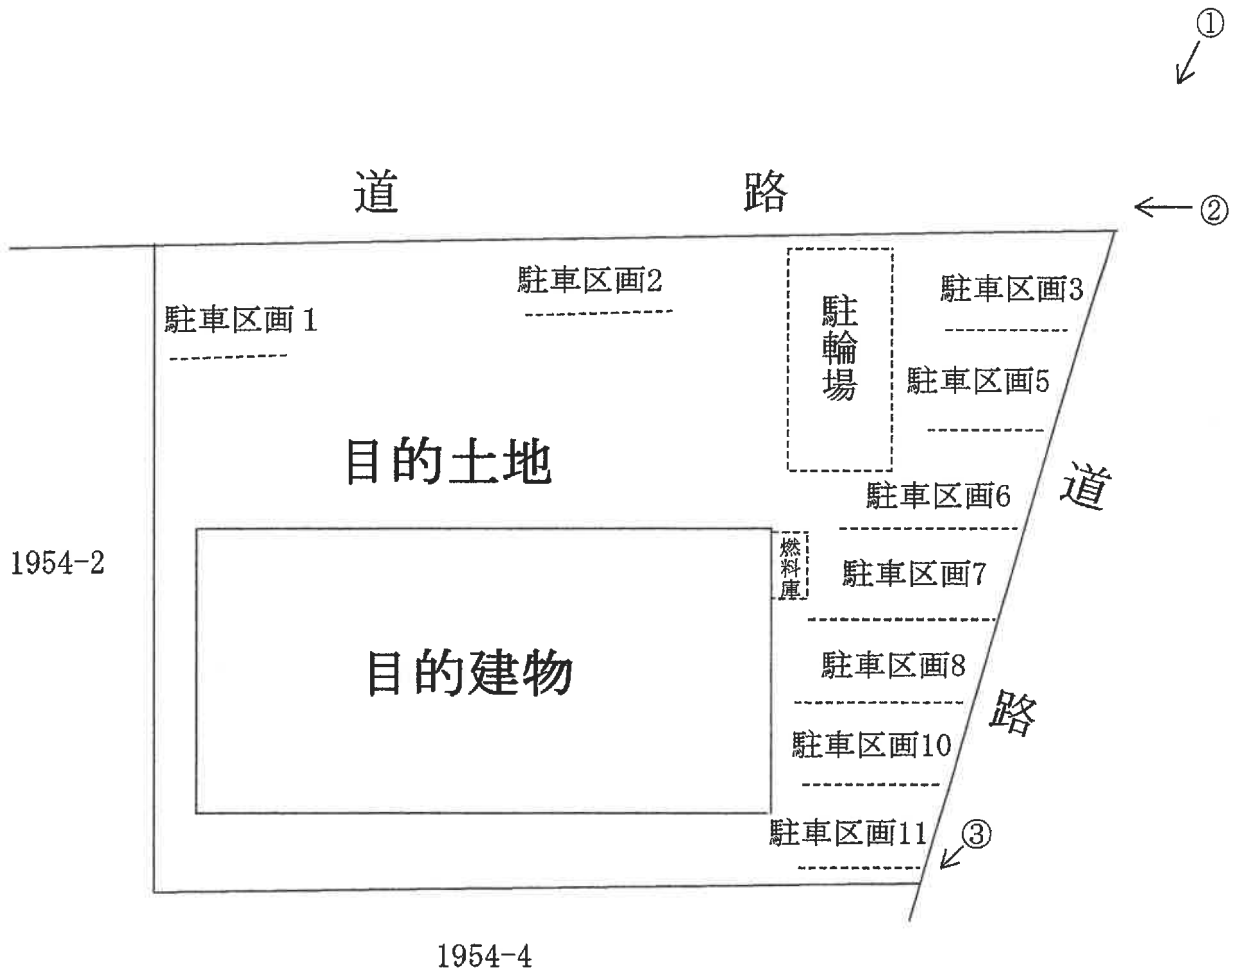 ①
道 路
②
駐車区画1
駐車区画2
駐輪場
駐車区画3
駐車区画5
目的土地
駐車区画6
道路
1954-2
燃料庫
駐車区画7
目的建物
駐車区画8
駐車区画10
駐車区画11
③
1954-4